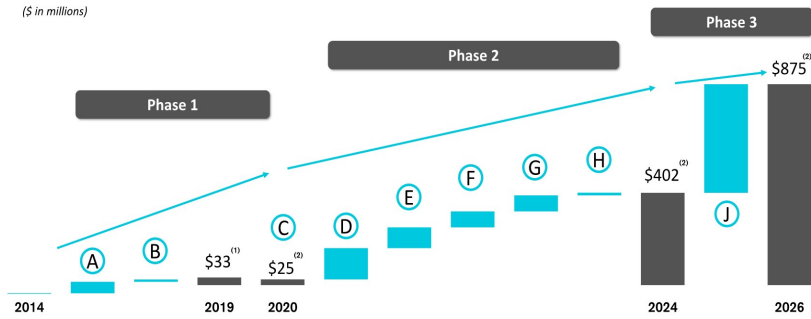 ($ in millions)
Phase 3
Phase 2
Phase 1
$875 (2)
$402 (2)
A
B
C
D
E
F
G
H
J
$33 (1)
$25 (2)
2014
2019
2020
2024
2026